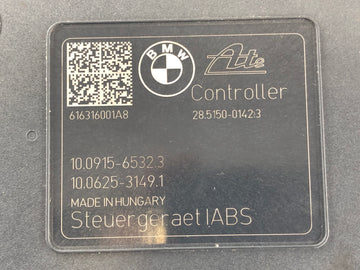 BMW
Ate
Controller
616316001A8
28.5150-0142.3
10.0915-6532.3
10.0625-3149.1
MADE IN HUNGARY
Steuergeraet IABS